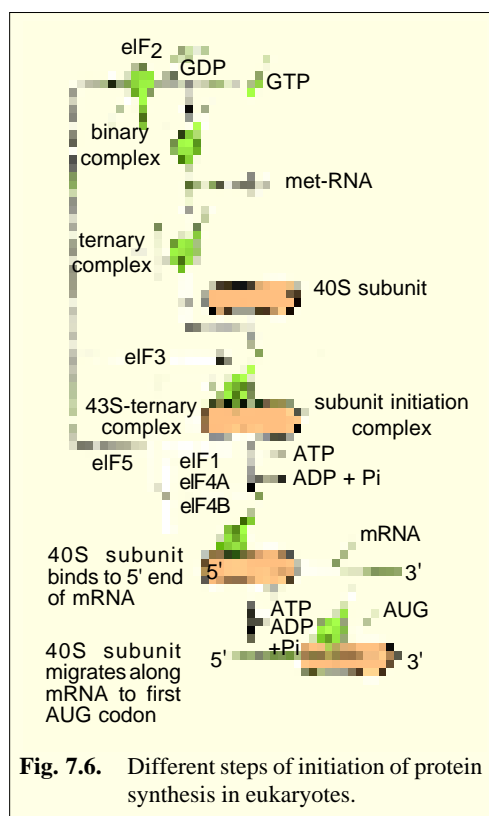 eIF2
GDP
GTP
binary
complex
met-RNA
ternary
complex
40S subunit
eIF3
43S-ternary
complex
subunit initiation
complex
eIF5
eIF1
eIF4A
eIF4B
ATP
ADP + Pi
mRNA
40S subunit
binds to 5' end
of mRNA
5'
3'
ATP
ADP
+Pi
AUG
40S subunit
migrates along
mRNA to first
AUG codon
5'
3'
Fig. 7.6. Different steps of initiation of protein
synthesis in eukaryotes.